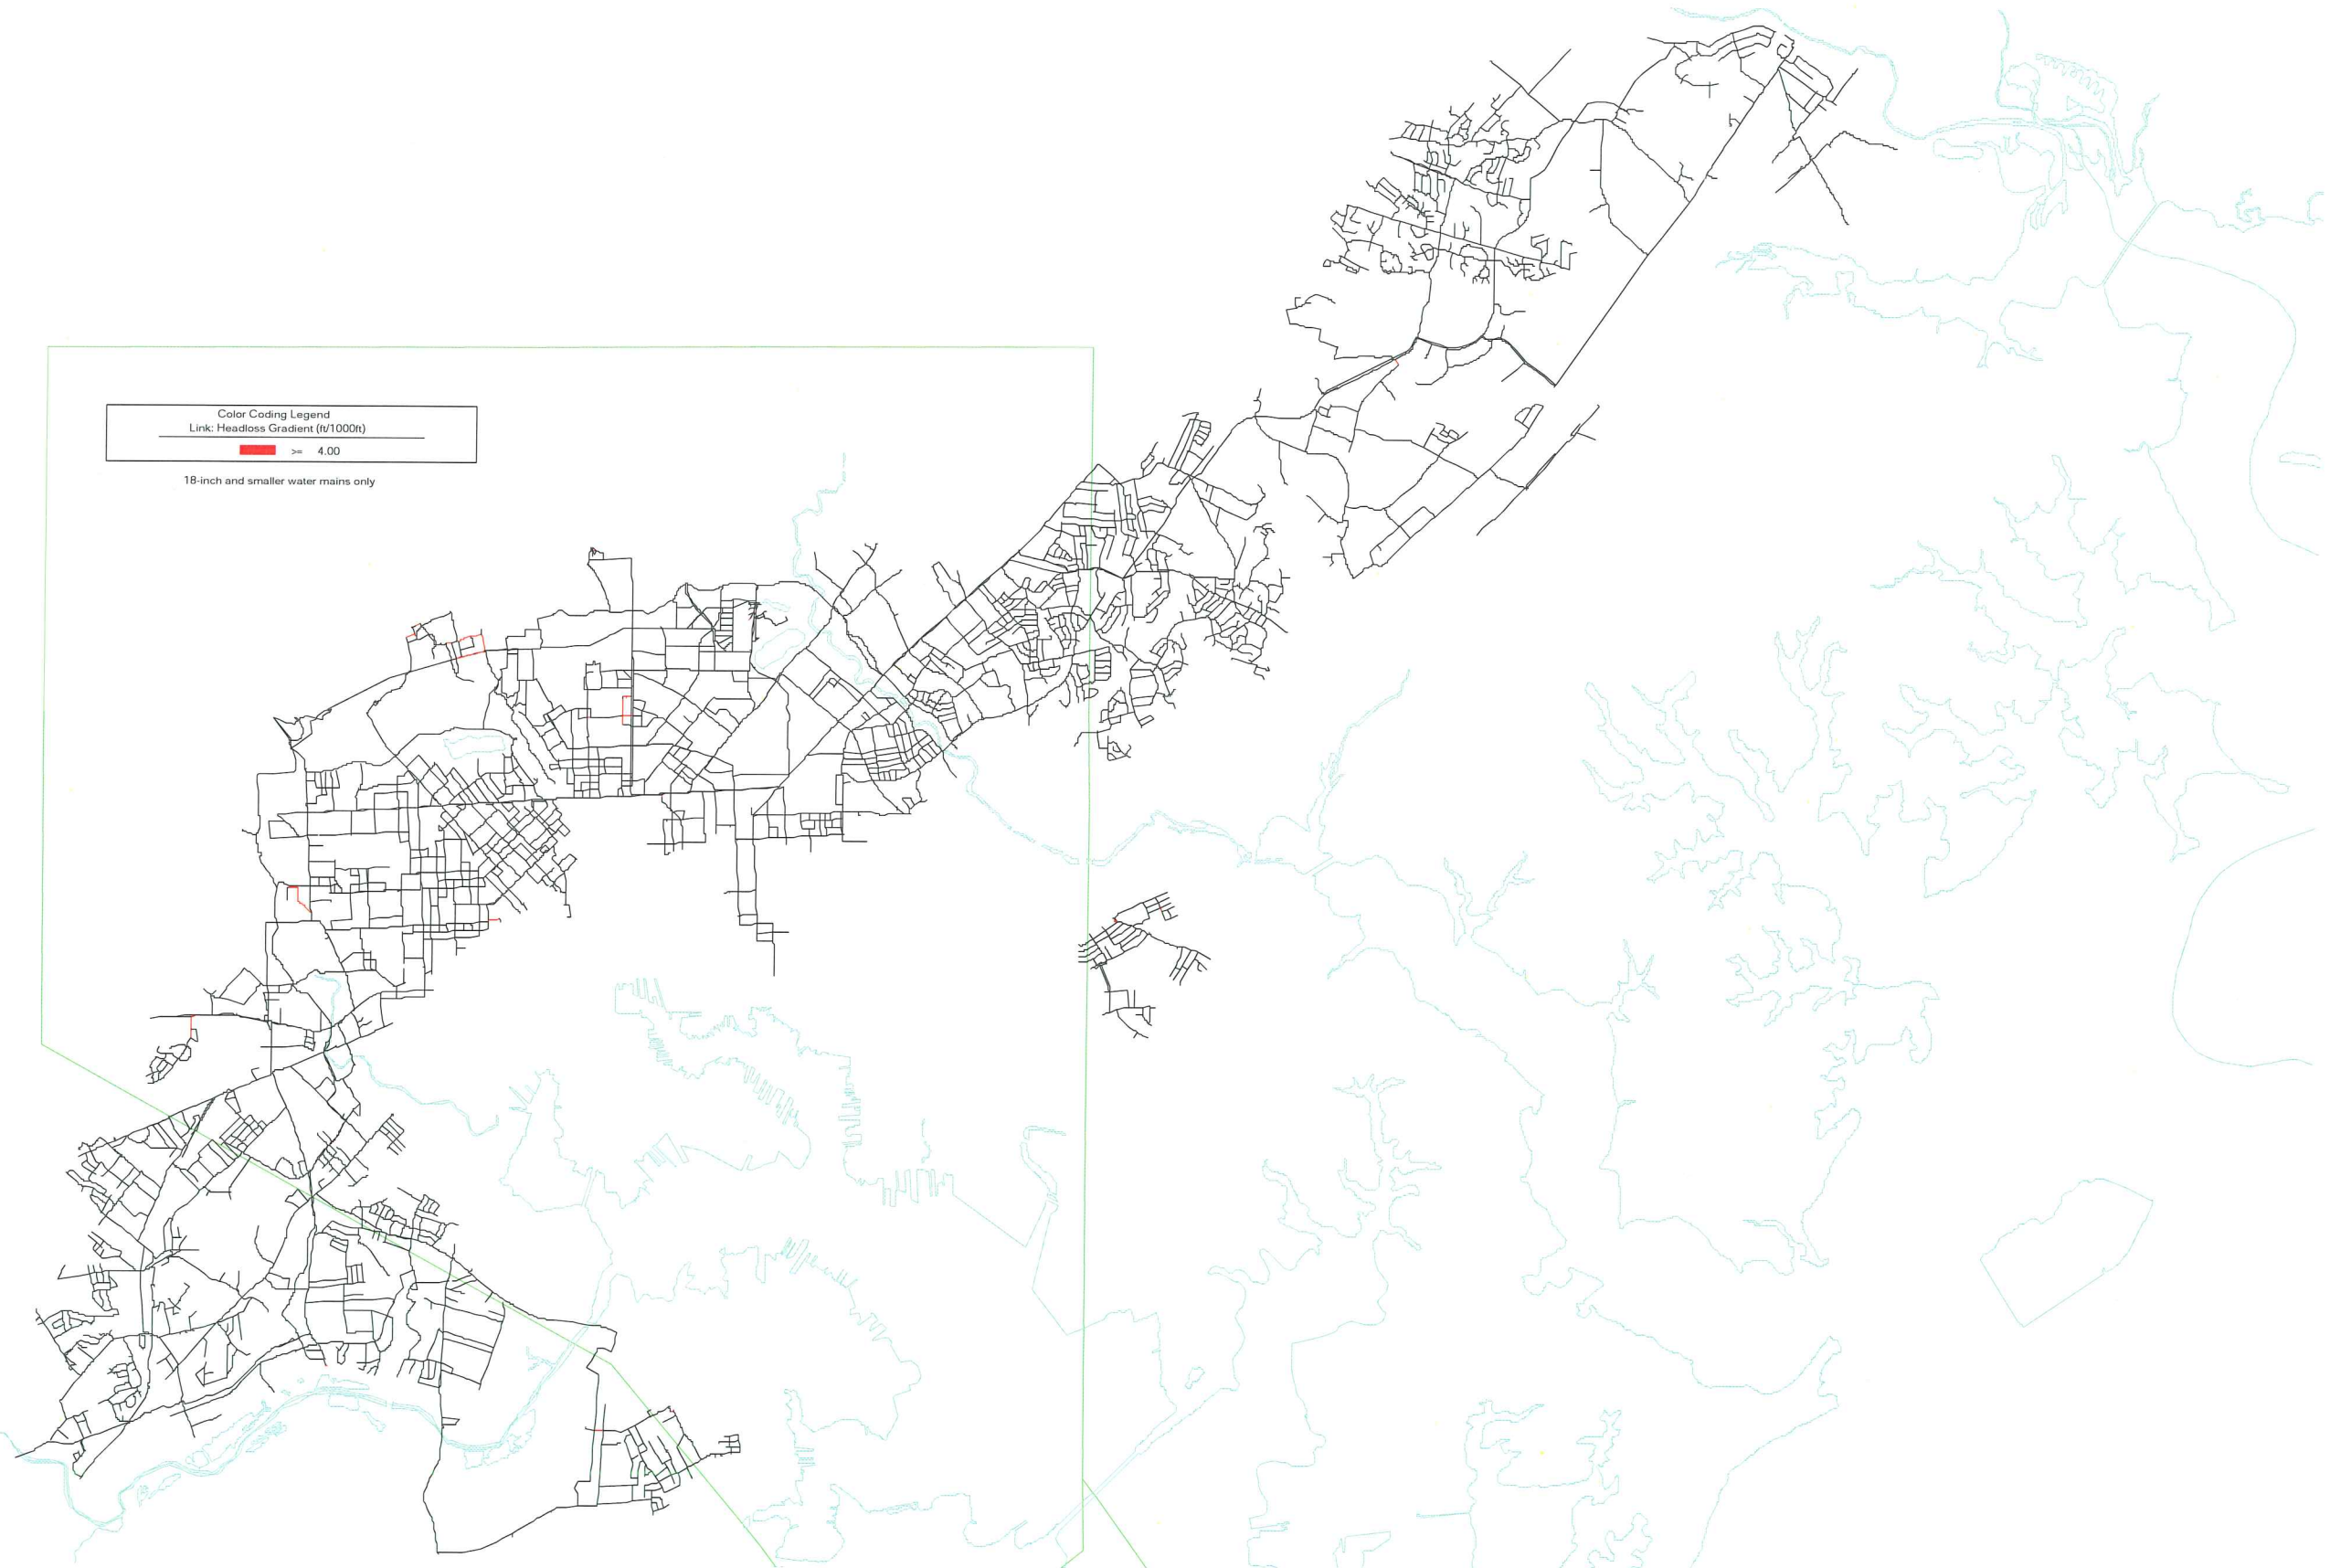 Color Coding Legend
Link: Headloss Gradient (ft/1000ft)
>= 4.00
18-inch and smaller water mains only